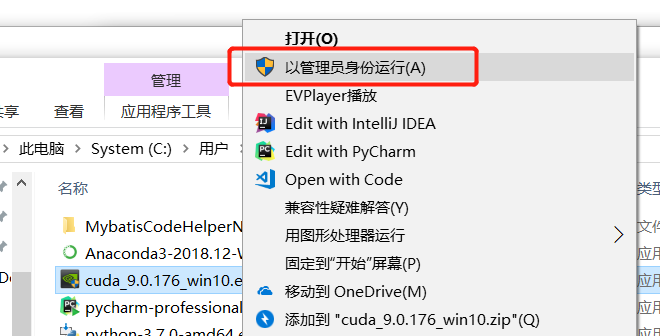 管理
共享 查看 应用程序工具
此电脑 System (C:) 用户
名称
类型
MybatisCodeHelperN
Anaconda3-2018.12-W
cuda_9.0.176_win10.e
pycharm-professional
python-3.7.0-amd64.e
打开(O)
以管理员身份运行(A)
EVPlayer播放
Edit with IntelliJ IDEA
Edit with PyCharm
Open with Code
兼容性疑难解答(Y)
用图形处理器运行
固定到"开始"屏幕(P)
移动到 OneDrive(M)
添加到 "cuda_9.0.176_win10.zip"(Q)
文件
应用
应用
应用
应用